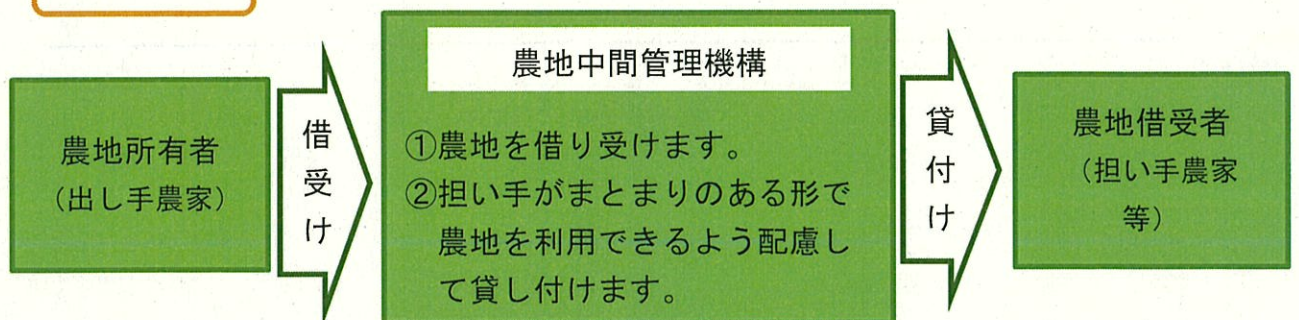 農地所有者
（出し手農家）
借受け
農地中間管理機構
①農地を借り受けます。
②担い手がまとまりのある形で
農地を利用できるよう配慮し
て貸し付けます。
貸付け
農地借受者
（担い手農家
等）